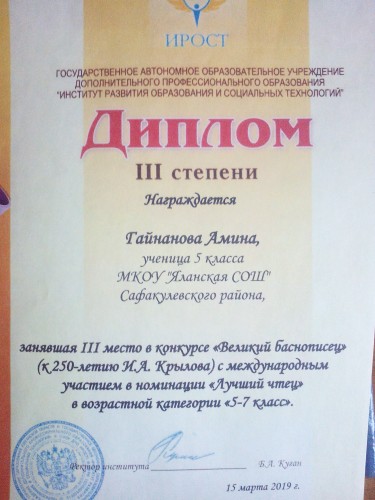 ИРОСТ
ГОСУДАРСТВЕННОЕ АВТОНОМНОЕ ОБРАЗОВАТЕЛЬНОЕ УЧРЕЖДЕНИЕ
ДОПОЛНИТЕЛЬНОГО ПРОФЕССИОНАЛЬНОГО ОБРАЗОВАНИЯ
"ИНСТИТУТ РАЗВИТИЯ ОБРАЗОВАНИЯ И СОЦИАЛЬНЫХ ТЕХНОЛОГИЙ"
Диплом
III степени
Награждается
Гайнанова Амина,
ученица 5 класса
МКОУ "Яланская СОШ"
Сафакулевского района,
занявшая III место в конкурсе «Великий баснописец»
(к 250-летию И.А. Крылова) с международным
участием в номинации «Лучший чтец»
в возрастной категории «5-7 класс».
Ректор института Б.А. Куган
15 марта 2019 г.